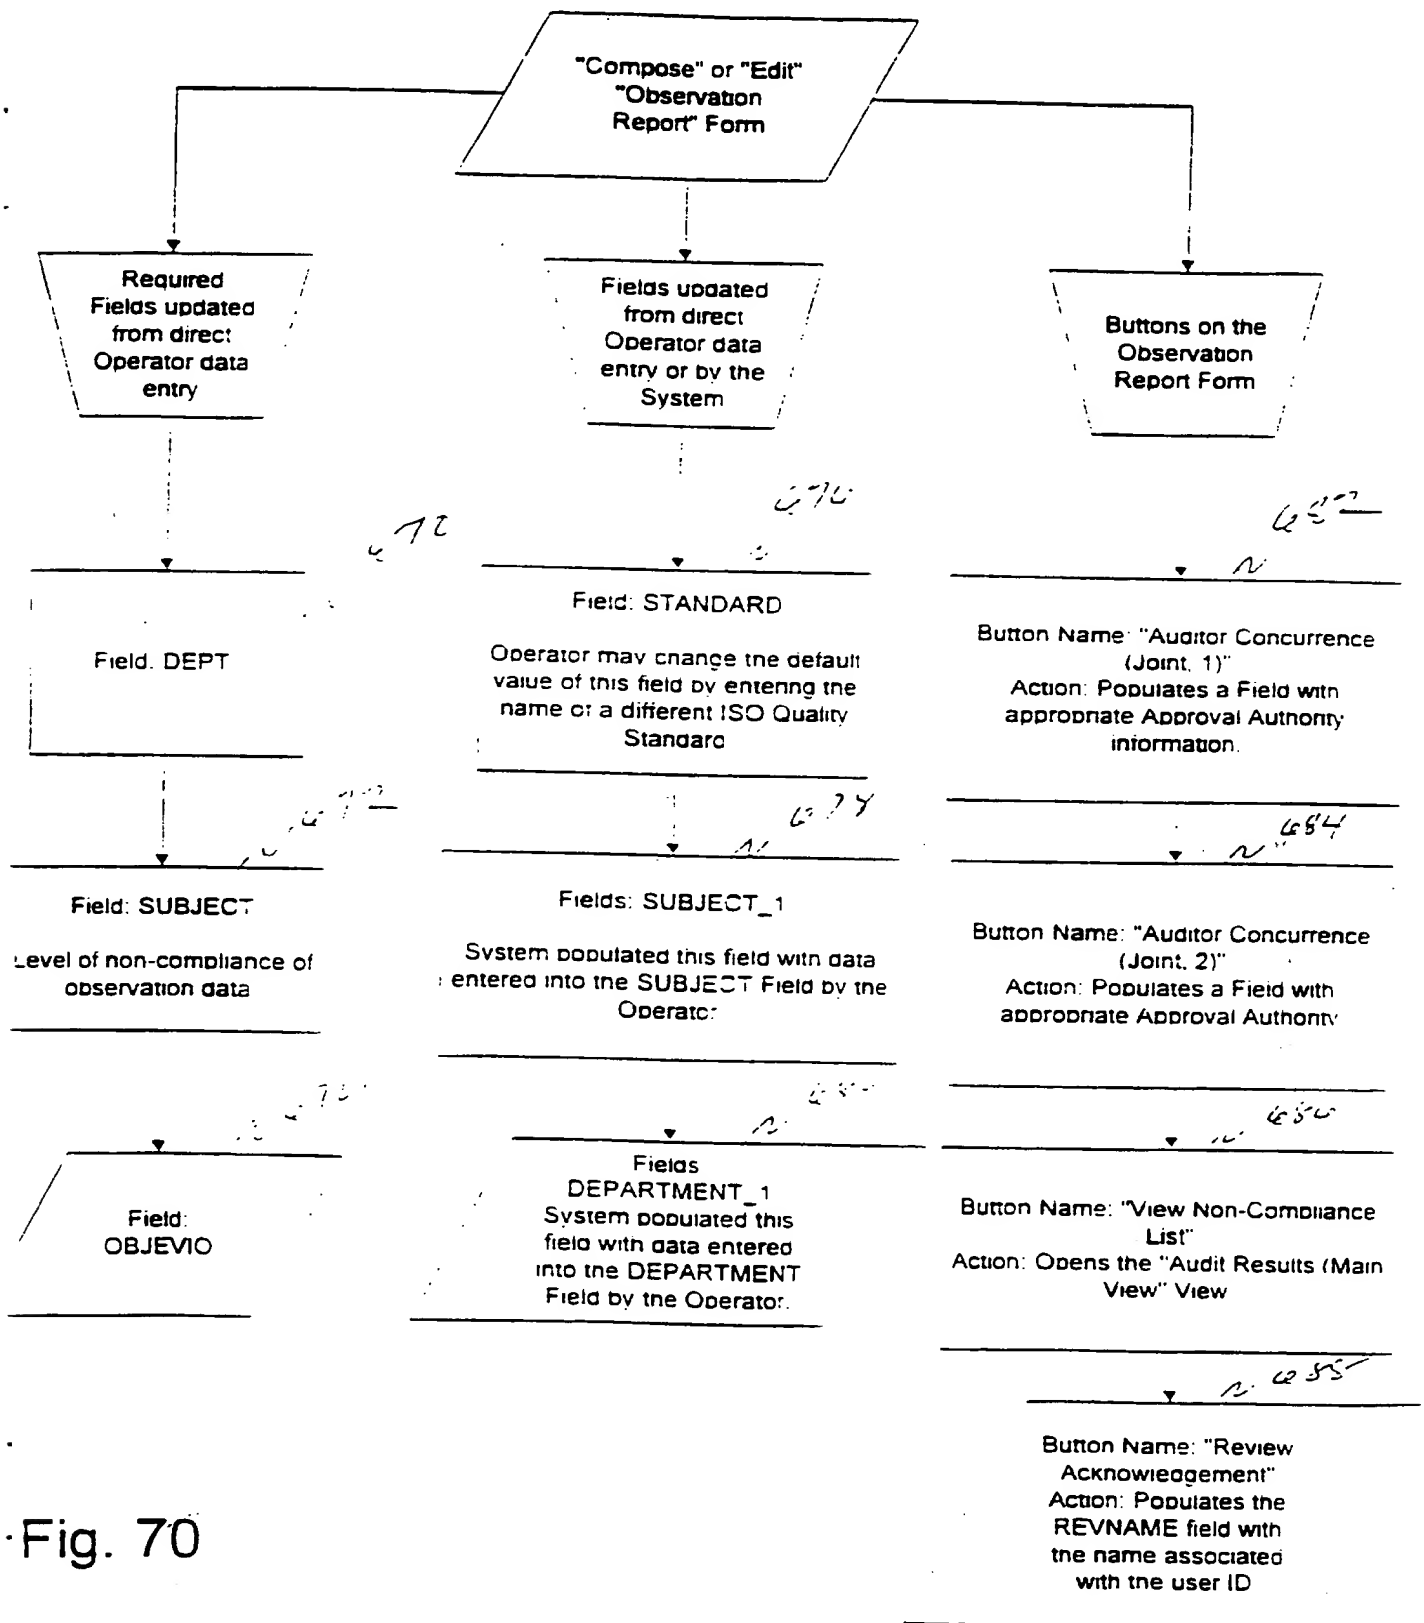 "Compose" or "Edit"
"Observation
Report" Form
Required
Fields updated
from direct
Operator data
entry
Fields updated
from direct
Operator data
entry or by the
System
Buttons on the
Observation
Report Form
672
Field. DEPT
Field: SUBJECT
Level of non-compliance of
observation data
Field:
OBJEVIO
Field: STANDARD
Operator may change the default
value of this field by entering the
name of a different ISO Quality
Standard
678
Fields: SUBJECT_1
System populated this field with data
entered into the SUBJECT Field by the
Operator
Fields
DEPARTMENT_1
System populated this
field with data entered
into the DEPARTMENT
Field by the Operator.
Button Name: "Auditor Concurrence
(Joint, 1)"
Action: Populates a Field with
appropriate Approval Authority
information.
684
Button Name: "Auditor Concurrence
(Joint, 2)"
Action: Populates a Field with
appropriate Approval Authority
Button Name: "View Non-Compliance
List"
Action: Opens the "Audit Results (Main
View" View
685
Button Name: "Review
Acknowledgement"
Action: Populates the
REVNAME field with
the name associated
with the user ID
Fig. 70